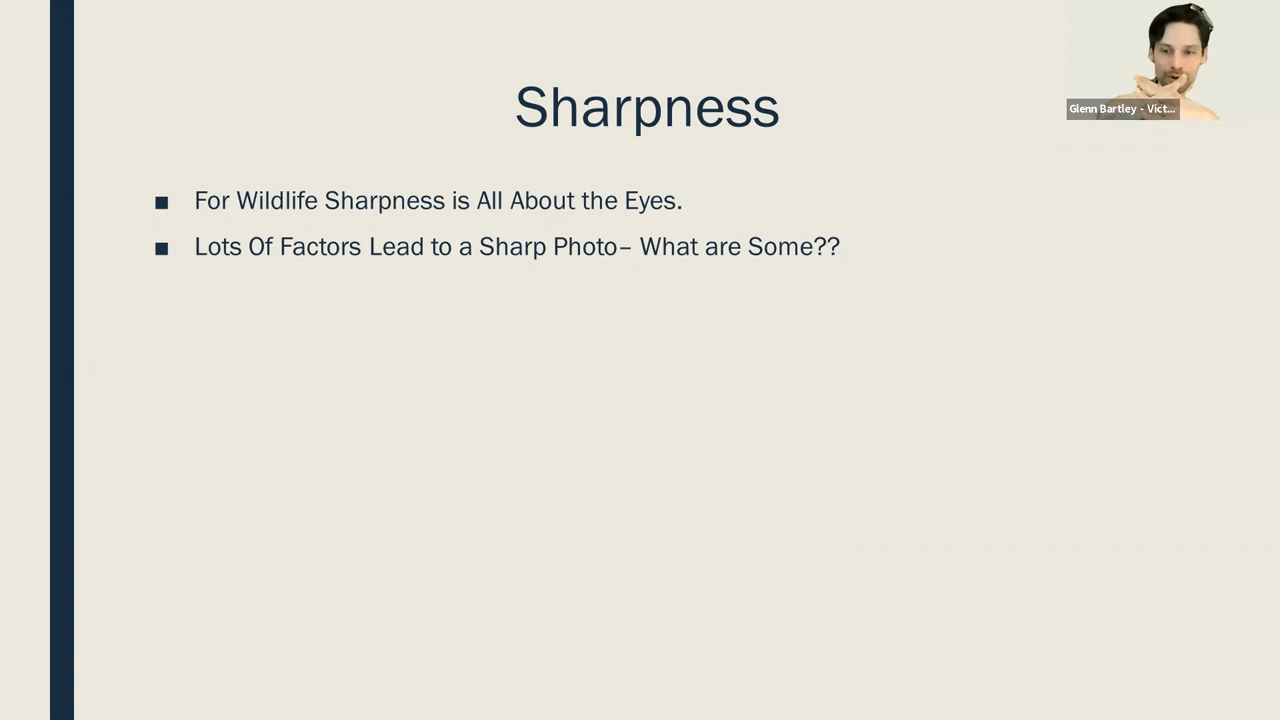 Glenn Bartley - Vict...
Sharpness
■ For Wildlife Sharpness is All About the Eyes.
■ Lots Of Factors Lead to a Sharp Photo– What are Some??